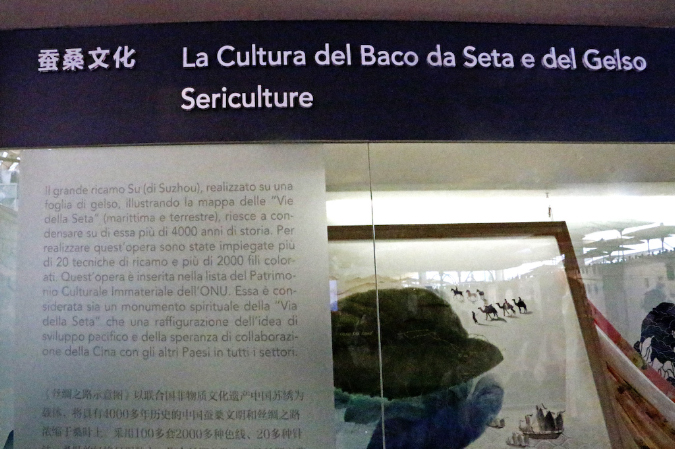 蚕桑文化
La Cultura del Baco da Seta e del Gelso
Sericulture
Il grande ricamo Su (di Suzhou), realizzato su una
foglia di gelso, illustrando la mappa delle "Vie
della Seta" (marittima e terrestre), riesce a con-
densare su di essa più di 4000 anni di storia. Per
realizzare quest'opera sono state impiegate più
di 20 tecniche di ricamo e più di 2000 fili color-
ati. Quest'opera è inserita nella lista del Patrimo-
nio Culturale Immateriale dell'ONU. Essa è con-
siderata sia un monumento spirituale della "Via
della Seta" che una raffigurazione dell'idea di
sviluppo pacifico e della speranza di collaborazi-
one della Cina con gli altri Paesi in tutti i settori.
《丝绸之路示意图》以联合国非物质文化遗产中国苏绣为
载体，将具有4000多年历史的中国蚕桑文明和丝绸之路
浓缩于桑叶上。采用100多套2000多种色线、20多种针